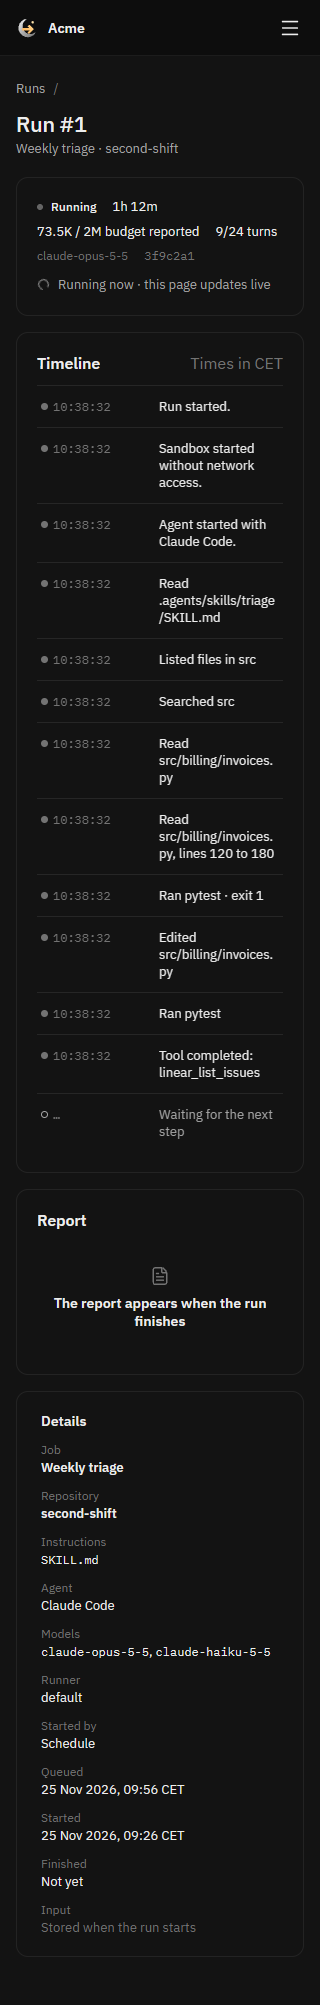 Acme
Runs /
Run #1
Weekly triage · second-shift
Running 1h 12m
73.5K / 2M budget reported 9/24 turns
claude-opus-5-5 3f9c2a1
Running now · this page updates live
Timeline Times in CET
10:38:32 Run started.
10:38:32 Sandbox started
without network
access.
10:38:32 Agent started with
Claude Code.
10:38:32 Read
.agents/skills/triage
/SKILL.md
10:38:32 Listed files in src
10:38:32 Searched src
10:38:32 Read
src/billing/invoices.
py
10:38:32 Read
src/billing/invoices.
py, lines 120 to 180
10:38:32 Ran pytest · exit 1
10:38:32 Edited
src/billing/invoices.
py
10:38:32 Ran pytest
10:38:32 Tool completed:
linear_list_issues
… Waiting for the next
step
Report
The report appears when the run
finishes
Details
Job
Weekly triage
Repository
second-shift
Instructions
SKILL.md
Agent
Claude Code
Models
claude-opus-5-5, claude-haiku-5-5
Runner
default
Started by
Schedule
Queued
25 Nov 2026, 09:56 CET
Started
25 Nov 2026, 09:26 CET
Finished
Not yet
Input
Stored when the run starts